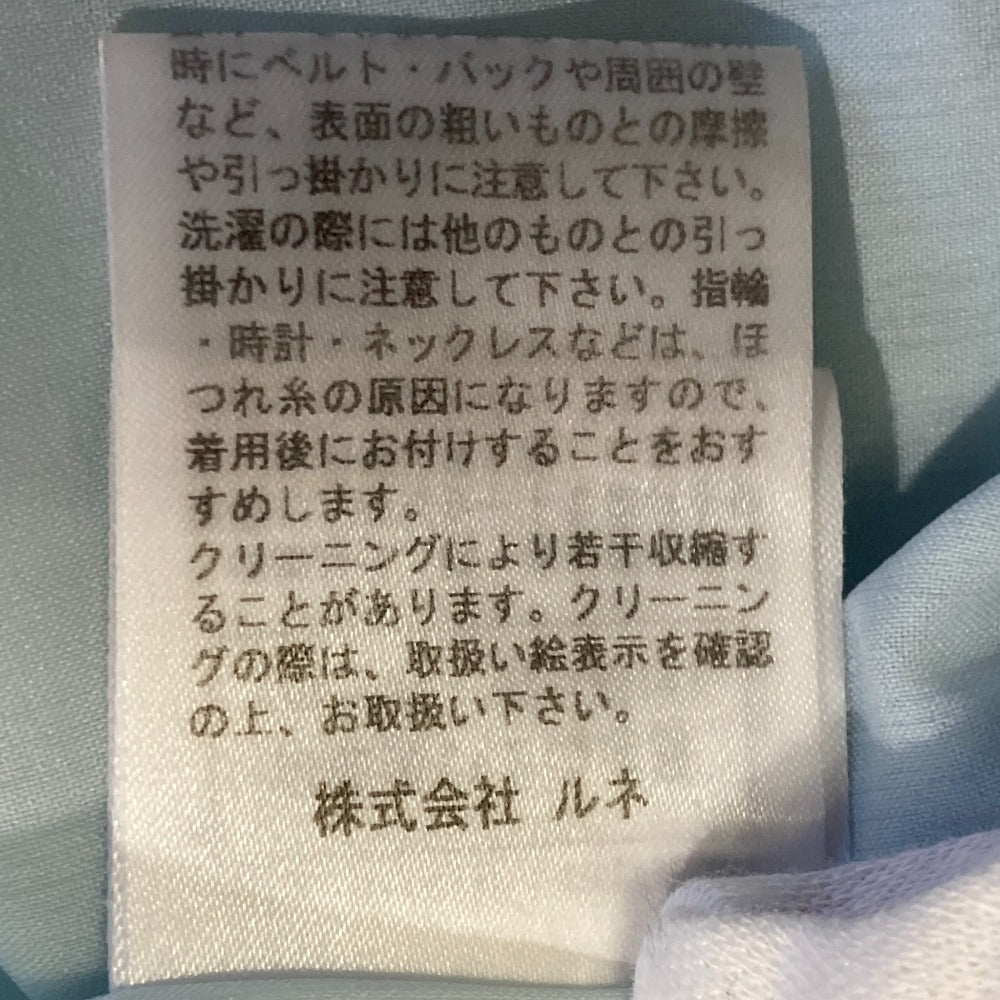 時にベルト・バックや周囲の壁
など、表面の粗いものとの摩擦
や引っ掛かりに注意して下さい。
洗濯の際には他のものとの引っ
掛かりに注意して下さい。指輪
・時計・ネックレスなどは、ほ
つれ糸の原因になりますので、
着用後にお付けすることをおす
すめします。
クリーニングにより若干収縮す
ることがあります。クリーニン
グの際は、取扱い絵表示を確認
の上、お取扱い下さい。
株式会社 ルネ